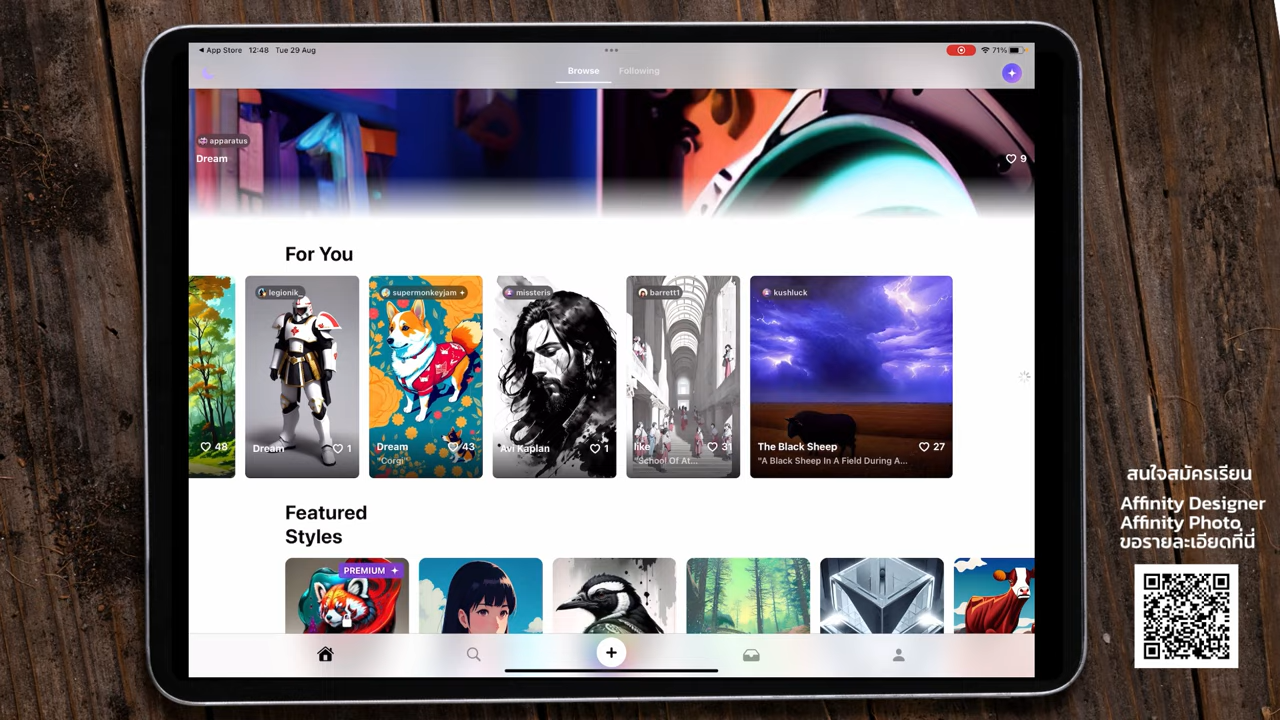 App Store 12:48 Tue 29 Aug
71%
Browse Following
apparatus
Dream
9
For You
48
legionik
Dream
1
supermonkeyjam
Dream
43
"Corgi"
missteris
Avi Kaplan
1
barrett1
like
31
"School Of At...
kushluck
The Black Sheep
27
"A Black Sheep In A Field During A...
Featured
Styles
PREMIUM
สนใจสมัครเรียน
Affinity Designer
Affinity Photo
ขอรายละเอียดที่นี่